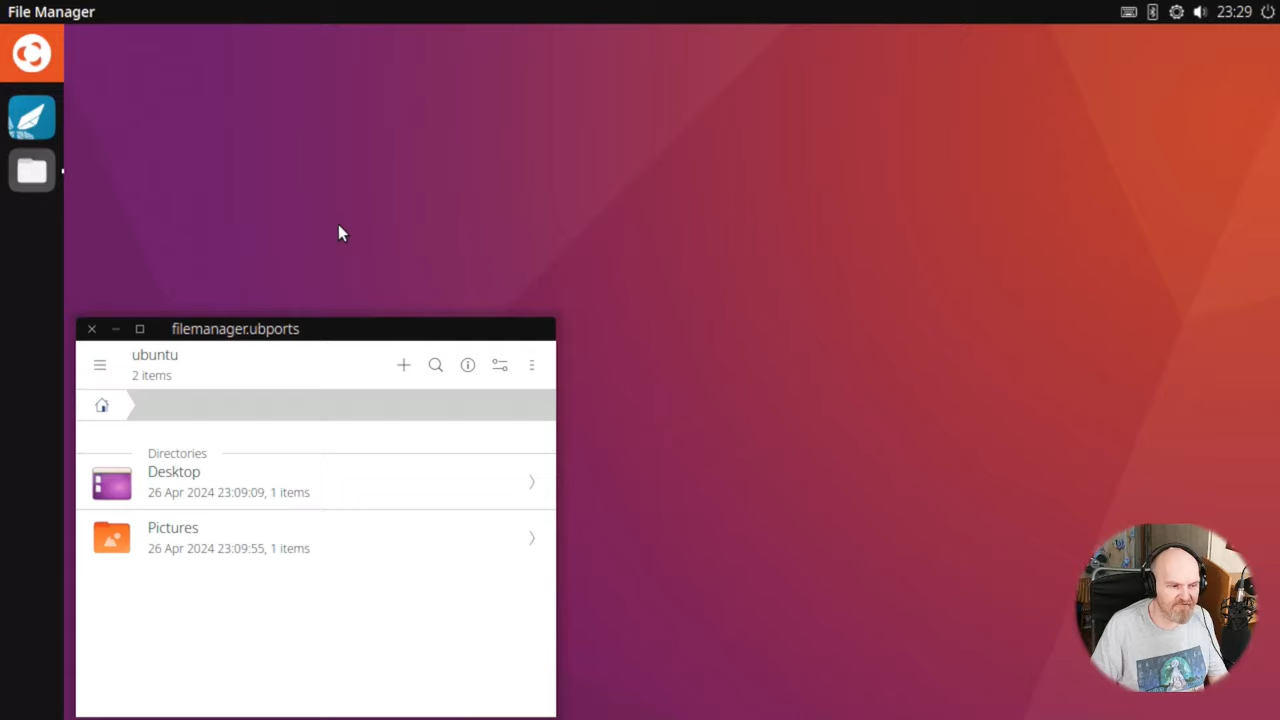 File Manager
23:29
filemanager.ubports
ubuntu
2 items
Directories
Desktop
26 Apr 2024 23:09:09, 1 items
Pictures
26 Apr 2024 23:09:55, 1 items